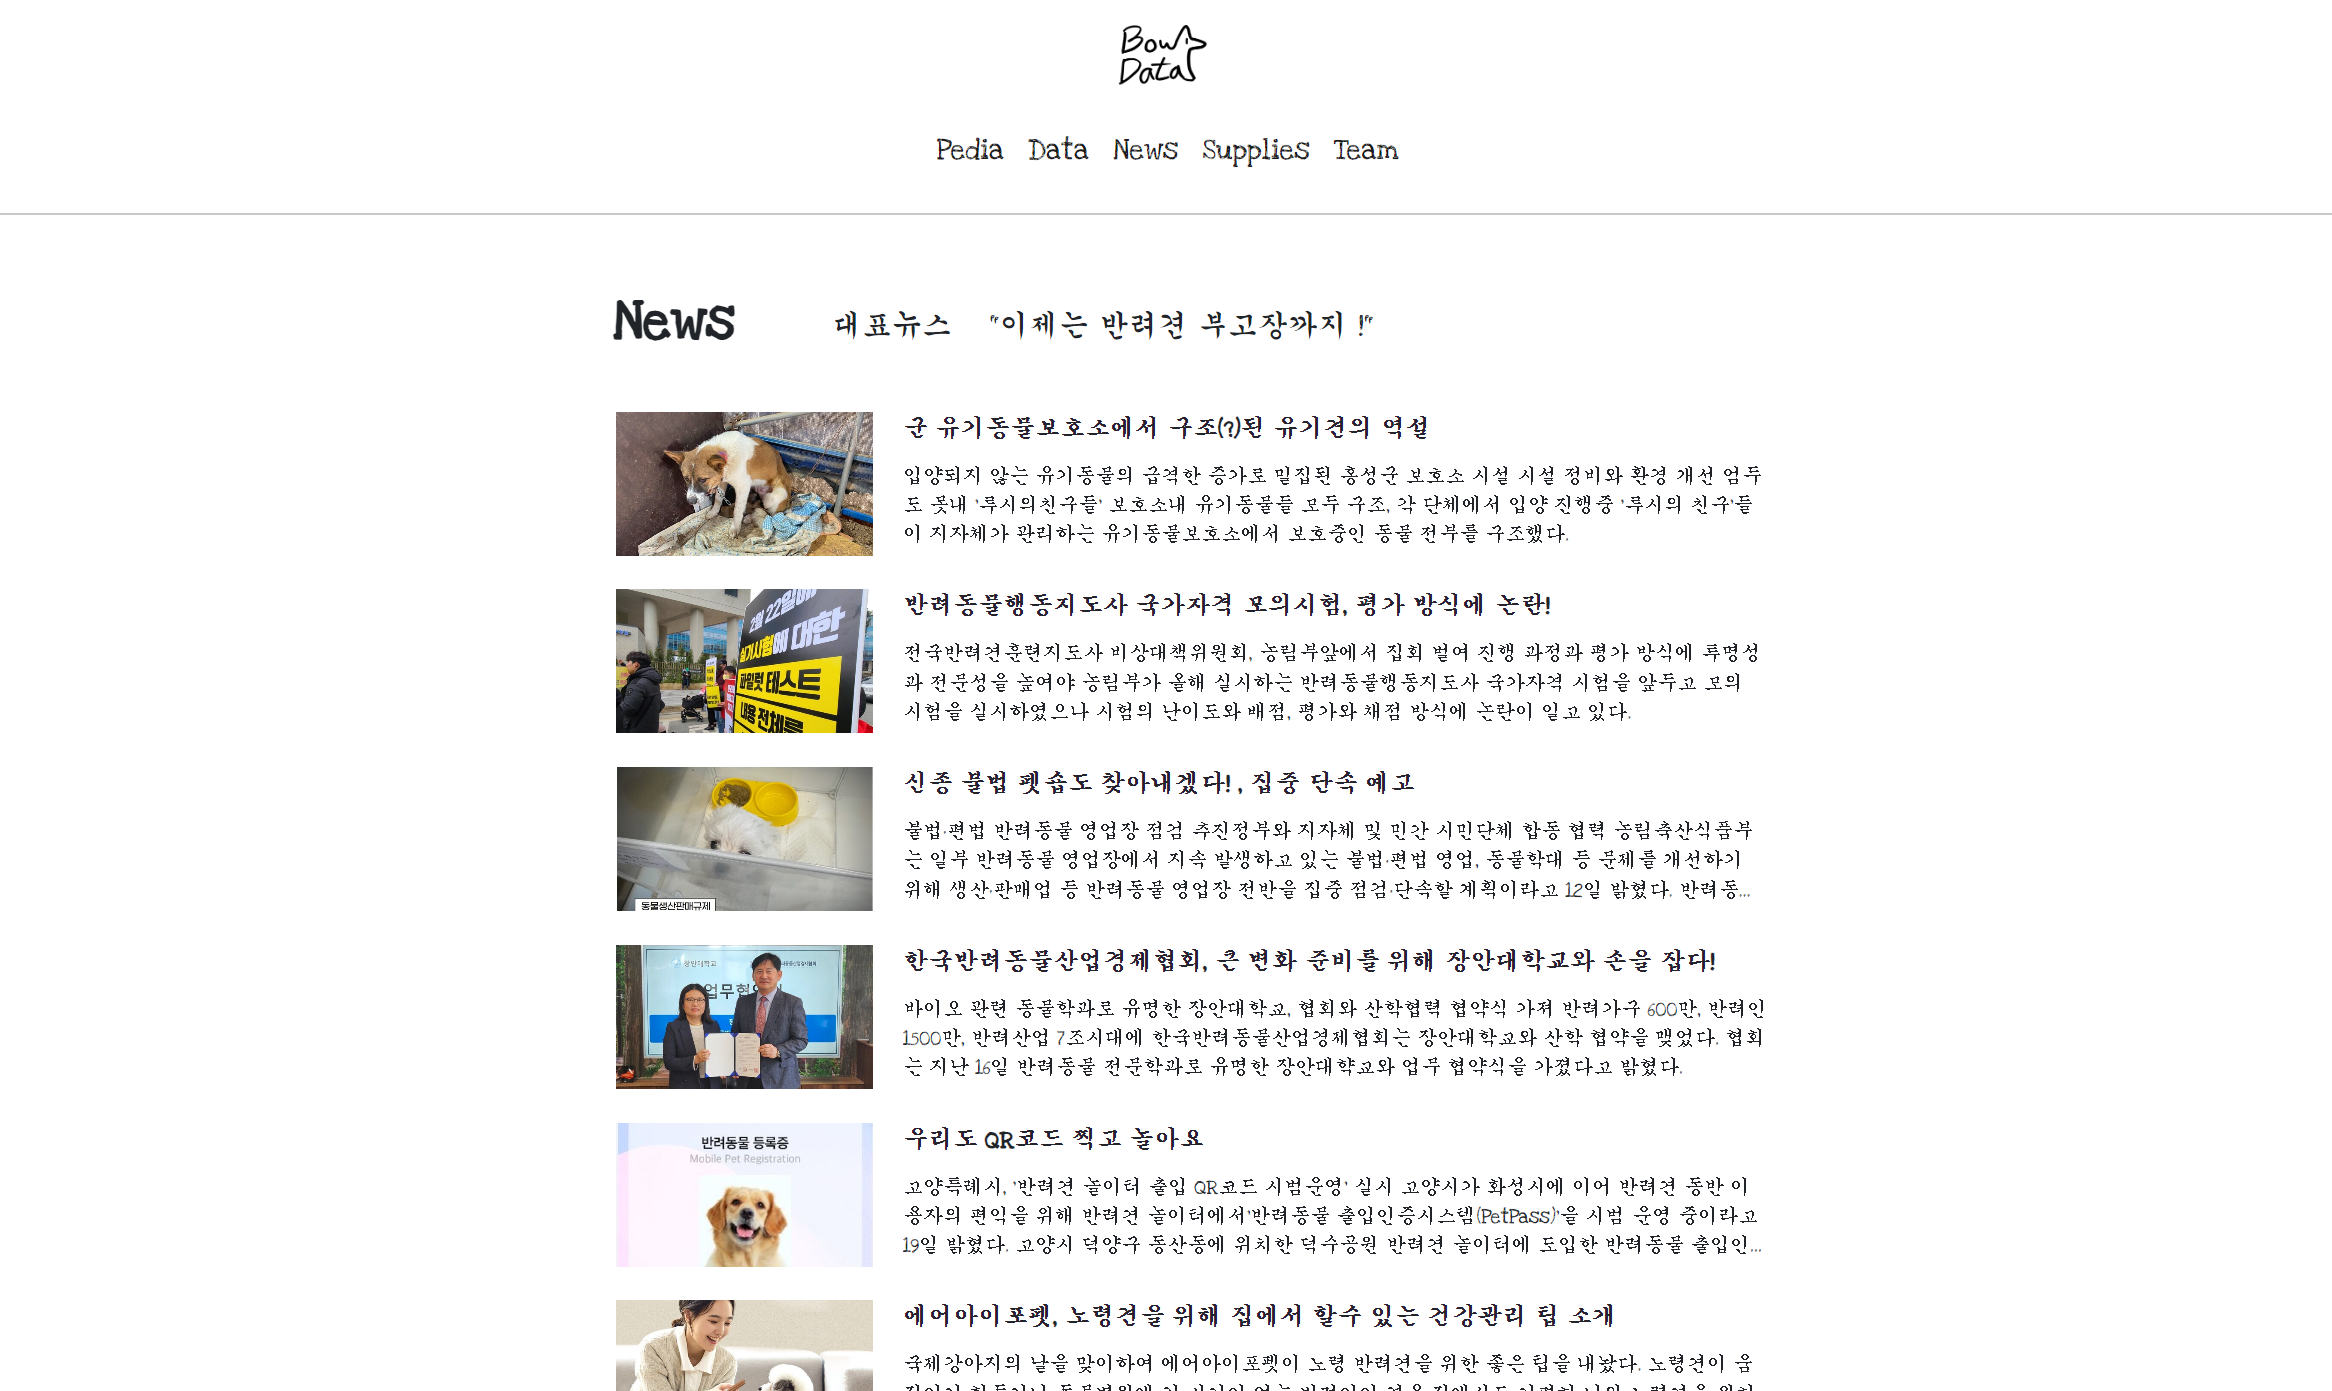 Bow
Data
Pedia Data News Supplies Team
News 대표뉴스 "이제는 반려견 부고장까지 !"
군 유기동물보호소에서 구조(?)된 유기견의 역설
입양되지 않는 유기동물의 급격한 증가로 밀집된 홍성군 보호소 시설 시설 정비와 환경 개선 엄두
도 못내 '루시의친구들' 보호소내 유기동물들 모두 구조, 각 단체에서 입양 진행중 '루시의 친구'들
이 지자체가 관리하는 유기동물보호소에서 보호중인 동물 전부를 구조했다.
2월 22일에
실기시험에 대한
파일럿 테스트
내용 전체를
반려동물행동지도사 국가자격 모의시험, 평가 방식에 논란!
전국반려견훈련지도사 비상대책위원회, 농림부앞에서 집회 벌여 진행 과정과 평가 방식에 투명성
과 전문성을 높여야 농림부가 올해 실시하는 반려동물행동지도사 국가자격 시험을 앞두고 모의
시험을 실시하였으나 시험의 난이도와 배점, 평가와 채점 방식에 논란이 일고 있다.
동물생산판매규제
신종 불법 펫숍도 찾아내겠다! , 집중 단속 예고
불법·편법 반려동물 영업장 점검 추진정부와 지자체 및 민간 시민단체 합동 협력 농림축산식품부
는 일부 반려동물 영업장에서 지속 발생하고 있는 불법·편법 영업, 동물학대 등 문제를 개선하기
위해 생산·판매업 등 반려동물 영업장 전반을 집중 점검·단속할 계획이라고 12일 밝혔다. 반려동...
장안대학교
업무협
한국반려동물산업경제협회, 큰 변화 준비를 위해 장안대학교와 손을 잡다!
바이오 관련 동물학과로 유명한 장안대학교, 협회와 산학협력 협약식 가져 반려가구 600만, 반려인
1500만, 반려산업 7조시대에 한국반려동물산업경제협회는 장안대학교와 산학 협약을 맺었다. 협회
는 지난 16일 반려동물 전문학과로 유명한 장안대학교와 업무 협약식을 가졌다고 밝혔다.
반려동물 등록증
Mobile Pet Registration
우리도 QR코드 찍고 놀아요
고양특례시, '반려견 놀이터 출입 QR코드 시범운영' 실시 고양시가 화성시에 이어 반려견 동반 이
용자의 편익을 위해 반려견 놀이터에서'반려동물 출입인증시스템(PetPass)'을 시범 운영 중이라고
19일 밝혔다. 고양시 덕양구 동산동에 위치한 덕수공원 반려견 놀이터에 도입한 반려동물 출입인...
에어아이포펫, 노령견을 위해 집에서 할수 있는 건강관리 팁 소개
국제강아지의 날을 맞이하여 에어아이포펫이 노령 반려견을 위한 좋은 팁을 내놨다. 노령견이 움